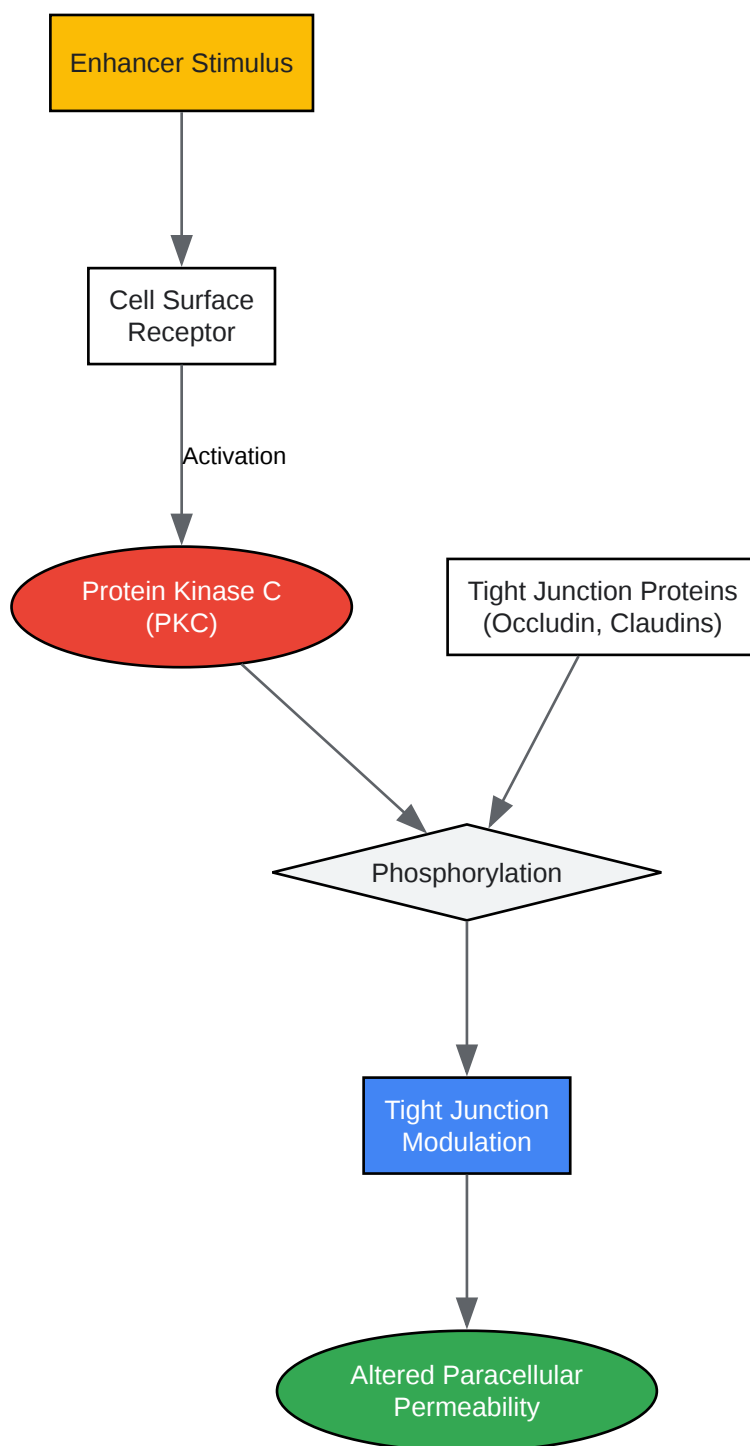 Enhancer Stimulus
Cell Surface
Receptor
Activation
Protein Kinase C
(PKC)
Tight Junction Proteins
(Occludin, Claudins)
Phosphorylation
Tight Junction
Modulation
Altered Paracellular
Permeability